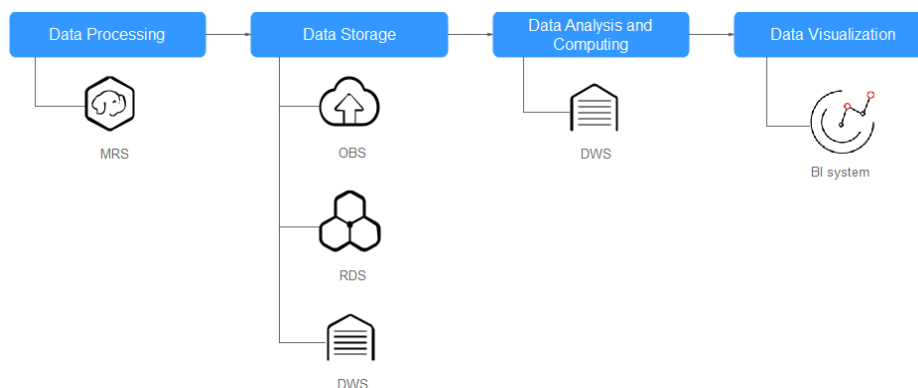 Data Processing
Data Storage
Data Analysis and
Computing
Data Visualization
MRS
OBS
DWS
BI system
RDS
DWS